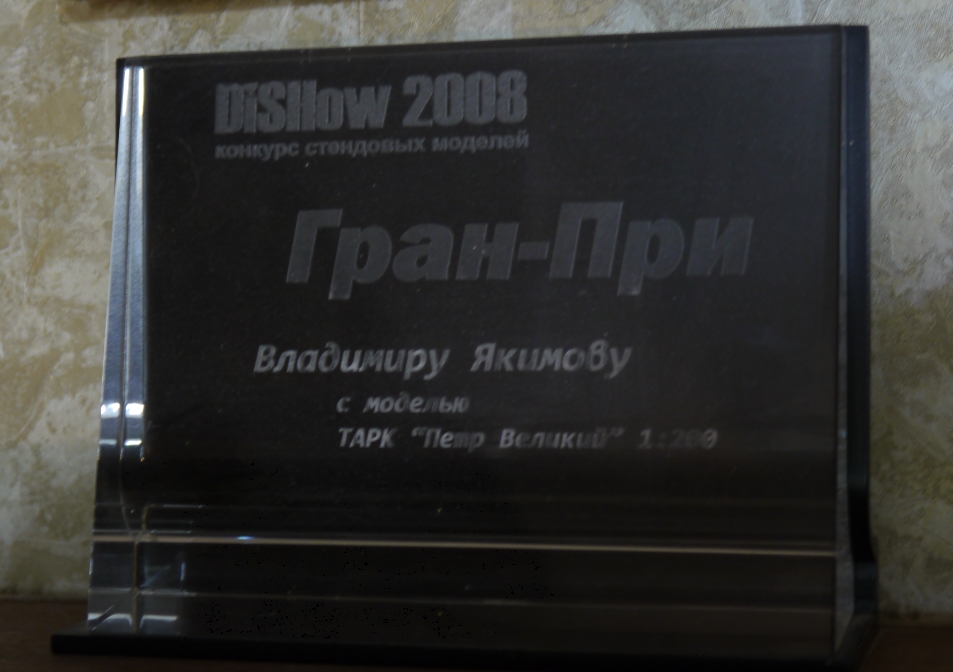 DiSHow 2008
конкурс стендовых моделей
Гран-При
Владимиру Якимову
с моделью
ТАРК “Петр Великий” 1:200